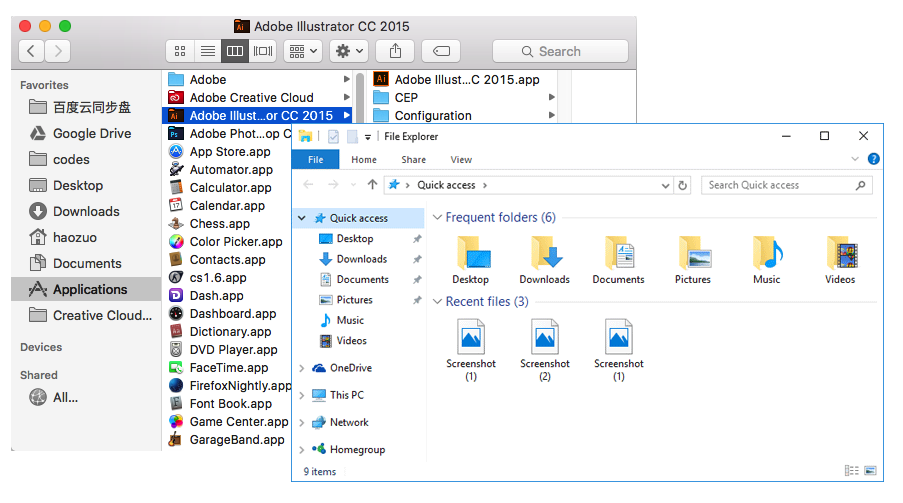 Adobe Illustrator CC 2015
Search
Favorites
百度云同步盘
Google Drive
codes
Desktop
Downloads
haozuo
Documents
Applications
Creative Cloud...
Devices
Shared
All...
Adobe
Adobe Creative Cloud
Adobe Illust...or CC 2015
Adobe Phot...op C
App Store.app
Automator.app
Calculator.app
Calendar.app
Chess.app
Color Picker.app
Contacts.app
cs1.6.app
Dash.app
Dashboard.app
Dictionary.app
DVD Player.app
FaceTime.app
FirefoxNightly.app
Font Book.app
Game Center.app
GarageBand.app
Adobe Illust...C 2015.app
CEP
Configuration
File Explorer
File Home Share View
Quick access
Search Quick access
Quick access
Desktop
Downloads
Documents
Pictures
Music
Videos
OneDrive
This PC
Network
Homegroup
Frequent folders (6)
Desktop Downloads Documents Pictures Music Videos
Recent files (3)
Screenshot Screenshot Screenshot
(1) (2) (1)
9 items